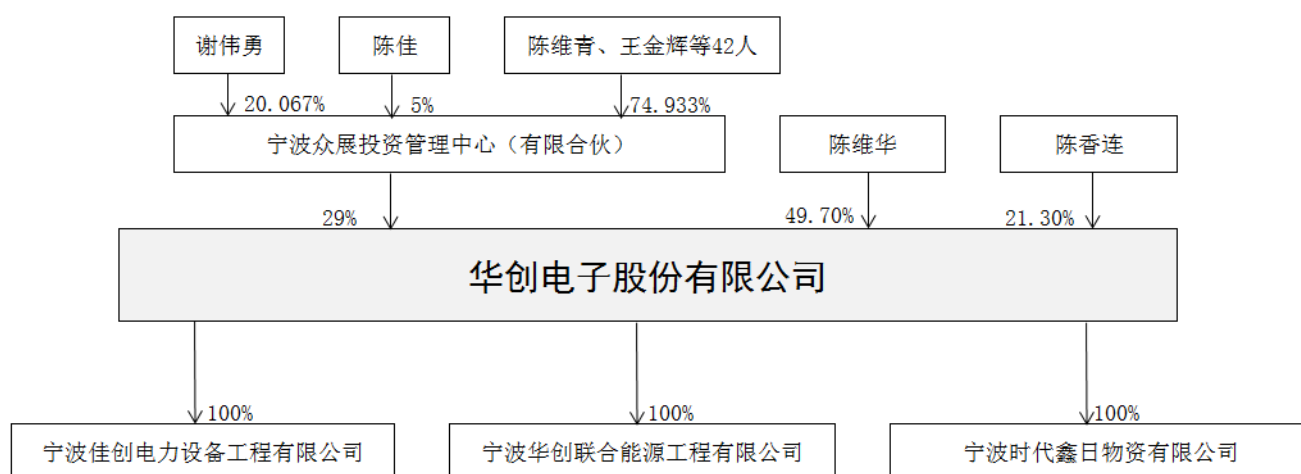 谢伟勇
陈佳
陈维青、王金辉等42人
20.067%
5%
74.933%
宁波众展投资管理中心（有限合伙）
陈维华
陈香连
29%
49.70%
21.30%
华创电子股份有限公司
100%
100%
100%
宁波佳创电力设备工程有限公司
宁波华创联合能源工程有限公司
宁波时代鑫日物资有限公司